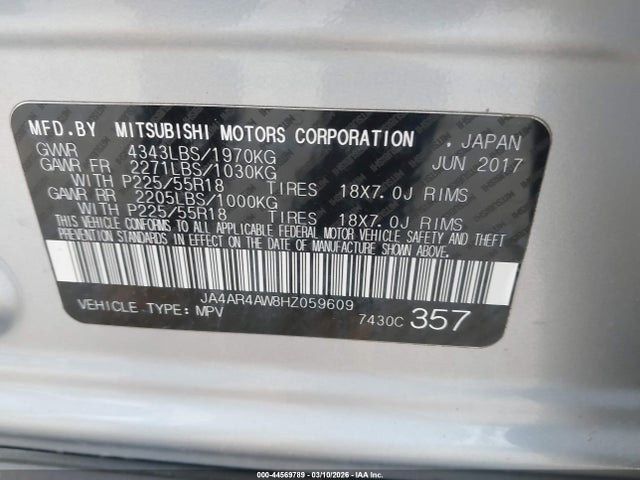 MFD.BY MITSUBISHI MOTORS CORPORATION . JAPAN
GVWR 4343LBS/1970KG JUN 2017
GAWR FR 2271LBS/1030KG
WITH P225/55R18 TIRES 18X7.0J RIMS
GAWR RR 2205LBS/1000KG
WITH P225/55R18 TIRES 18X7.0J RIMS
THIS VEHICLE CONFORMS TO ALL APPLICABLE FEDERAL MOTOR VEHICLE SAFETY AND THEFT
PREVENTION STANDARDS IN EFFECT ON THE DATE OF MANUFACTURE SHOWN ABOVE.
JA4AR4AW8HZ059609
VEHICLE TYPE: MPV 7430C 357
000-44569789 - 03/10/2026 - IAA, Inc.